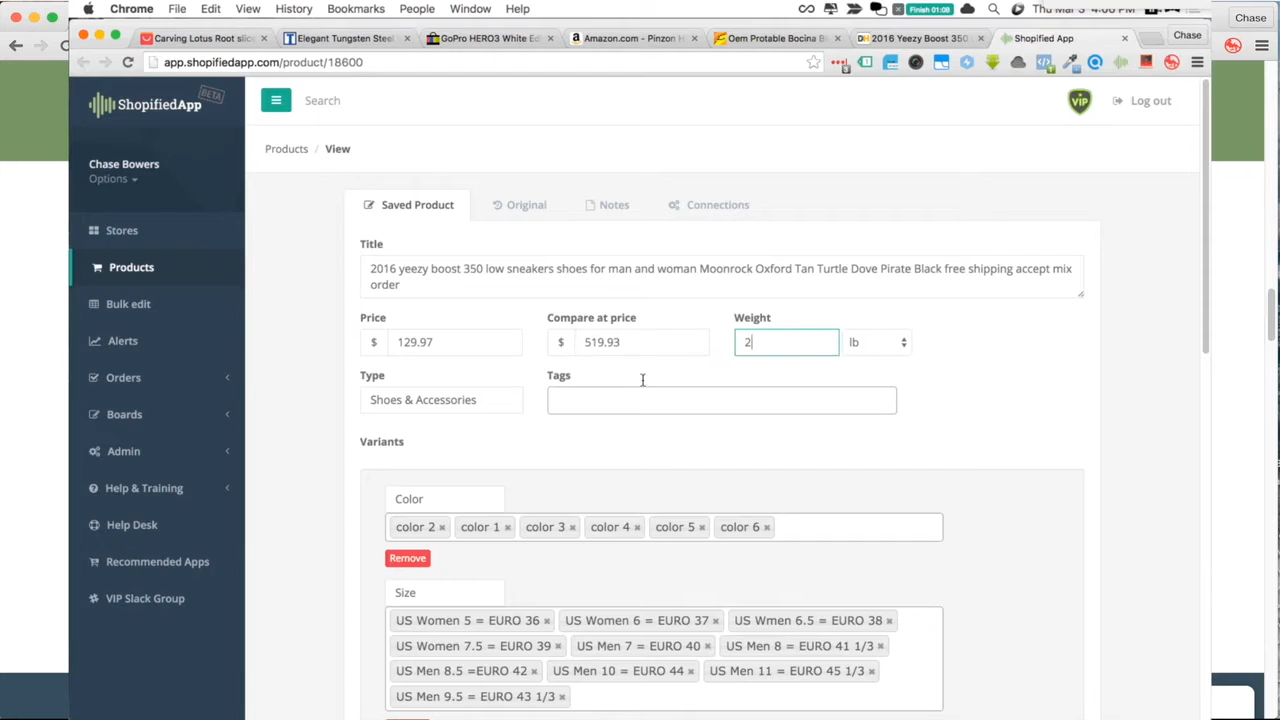 Chrome File Edit View History Bookmarks People Window Help Finish 01:08 Thu Mar 3 4:06 PM
Chase
Carving Lotus Root slice × Elegant Tungsten Steel × GoPro HERO3 White Ed × Amazon.com - Pinzon H × Oem Protable Bocina B × 2016 Yeezy Boost 350 × Shopified App × Chase
app.shopifiedapp.com/product/18600
ShopifiedApp BETA
Search
VIP
Log out
Chase Bowers
Options
Stores
Products
Bulk edit
Alerts
Orders
Boards
Admin
Help & Training
Help Desk
Recommended Apps
VIP Slack Group
Products / View
Saved Product Original Notes Connections
Title
2016 yeezy boost 350 low sneakers shoes for man and woman Moonrock Oxford Tan Turtle Dove Pirate Black free shipping accept mix
order
Price Compare at price Weight
$ 129.97 $ 519.93 2 lb
Type Tags
Shoes & Accessories
Variants
Color
color 2 × color 1 × color 3 × color 4 × color 5 × color 6 ×
Remove
Size
US Women 5 = EURO 36 × US Women 6 = EURO 37 × US Wmen 6.5 = EURO 38 ×
US Women 7.5 = EURO 39 × US Men 7 = EURO 40 × US Men 8 = EURO 41 1/3 ×
US Men 8.5 =EURO 42 × US Men 10 = EURO 44 × US Men 11 = EURO 45 1/3 ×
US Men 9.5 = EURO 43 1/3 ×